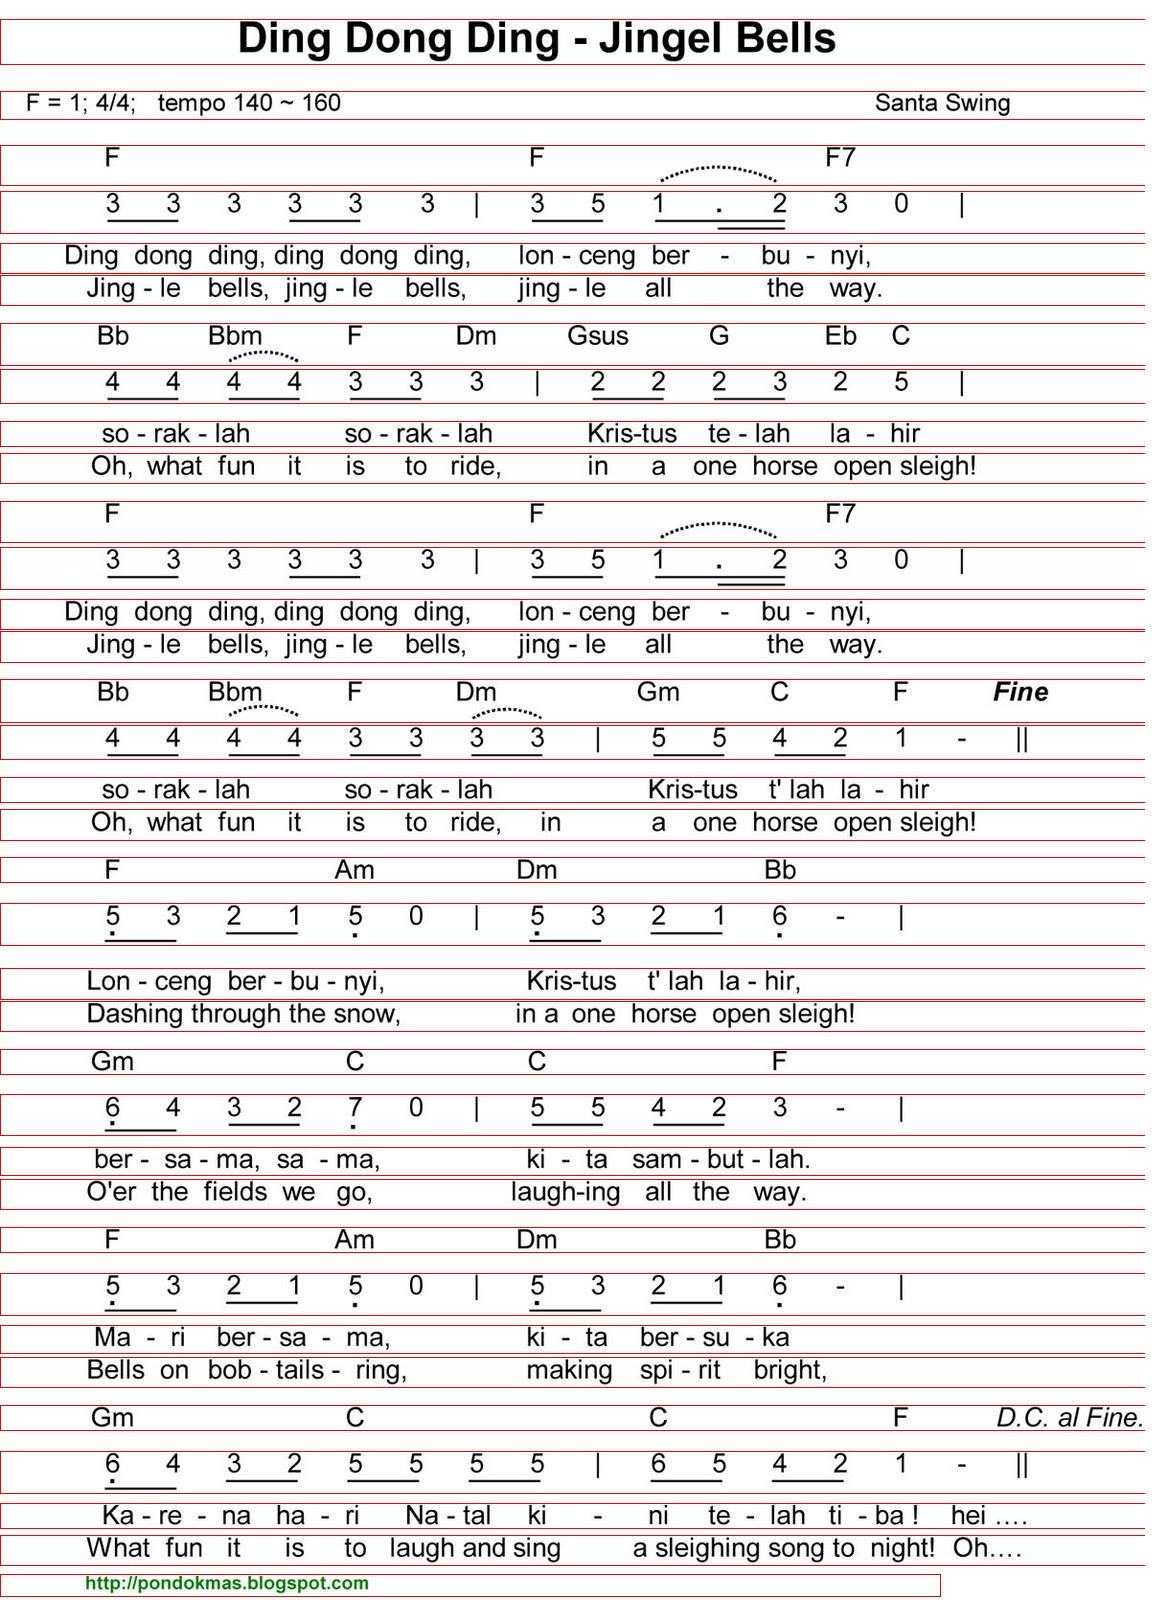 Ding Dong Ding - Jingel Bells
F = 1; 4/4; tempo 140 ~ 160 Santa Swing
F F F7
3 3 3 3 3 3 | 3 5 1 . 2 3 0 |
Ding dong ding, ding dong ding, lon - ceng ber - bu - nyi,
Jing - le bells, jing - le bells, jing - le all the way.
Bb Bbm F Dm Gsus G Eb C
4 4 4 4 3 3 3 | 2 2 2 3 2 5 |
so - rak - lah so - rak - lah Kris-tus te - lah la - hir
Oh, what fun it is to ride, in a one horse open sleigh!
F F F7
3 3 3 3 3 3 | 3 5 1 . 2 3 0 |
Ding dong ding, ding dong ding, lon - ceng ber - bu - nyi,
Jing - le bells, jing - le bells, jing - le all the way.
Bb Bbm F Dm Gm C F Fine
4 4 4 4 3 3 3 3 | 5 5 4 2 1 - ||
so - rak - lah so - rak - lah Kris-tus t' lah la - hir
Oh, what fun it is to ride, in a one horse open sleigh!
F Am Dm Bb
5 3 2 1 5 0 | 5 3 2 1 6 - |
Lon - ceng ber - bu - nyi, Kris-tus t' lah la - hir,
Dashing through the snow, in a one horse open sleigh!
Gm C C F
6 4 3 2 7 0 | 5 5 4 2 3 - |
ber - sa - ma, sa - ma, ki - ta sam - but - lah.
O'er the fields we go, laugh-ing all the way.
F Am Dm Bb
5 3 2 1 5 0 | 5 3 2 1 6 - |
Ma - ri ber - sa - ma, ki - ta ber - su - ka
Bells on bob - tails - ring, making spi - rit bright,
Gm C C F D.C. al Fine.
6 4 3 2 5 5 5 5 | 6 5 4 2 1 - ||
Ka - re - na ha - ri Na - tal ki - ni te - lah ti - ba ! hei ....
What fun it is to laugh and sing a sleighing song to night! Oh....
http://pondokmas.blogspot.com